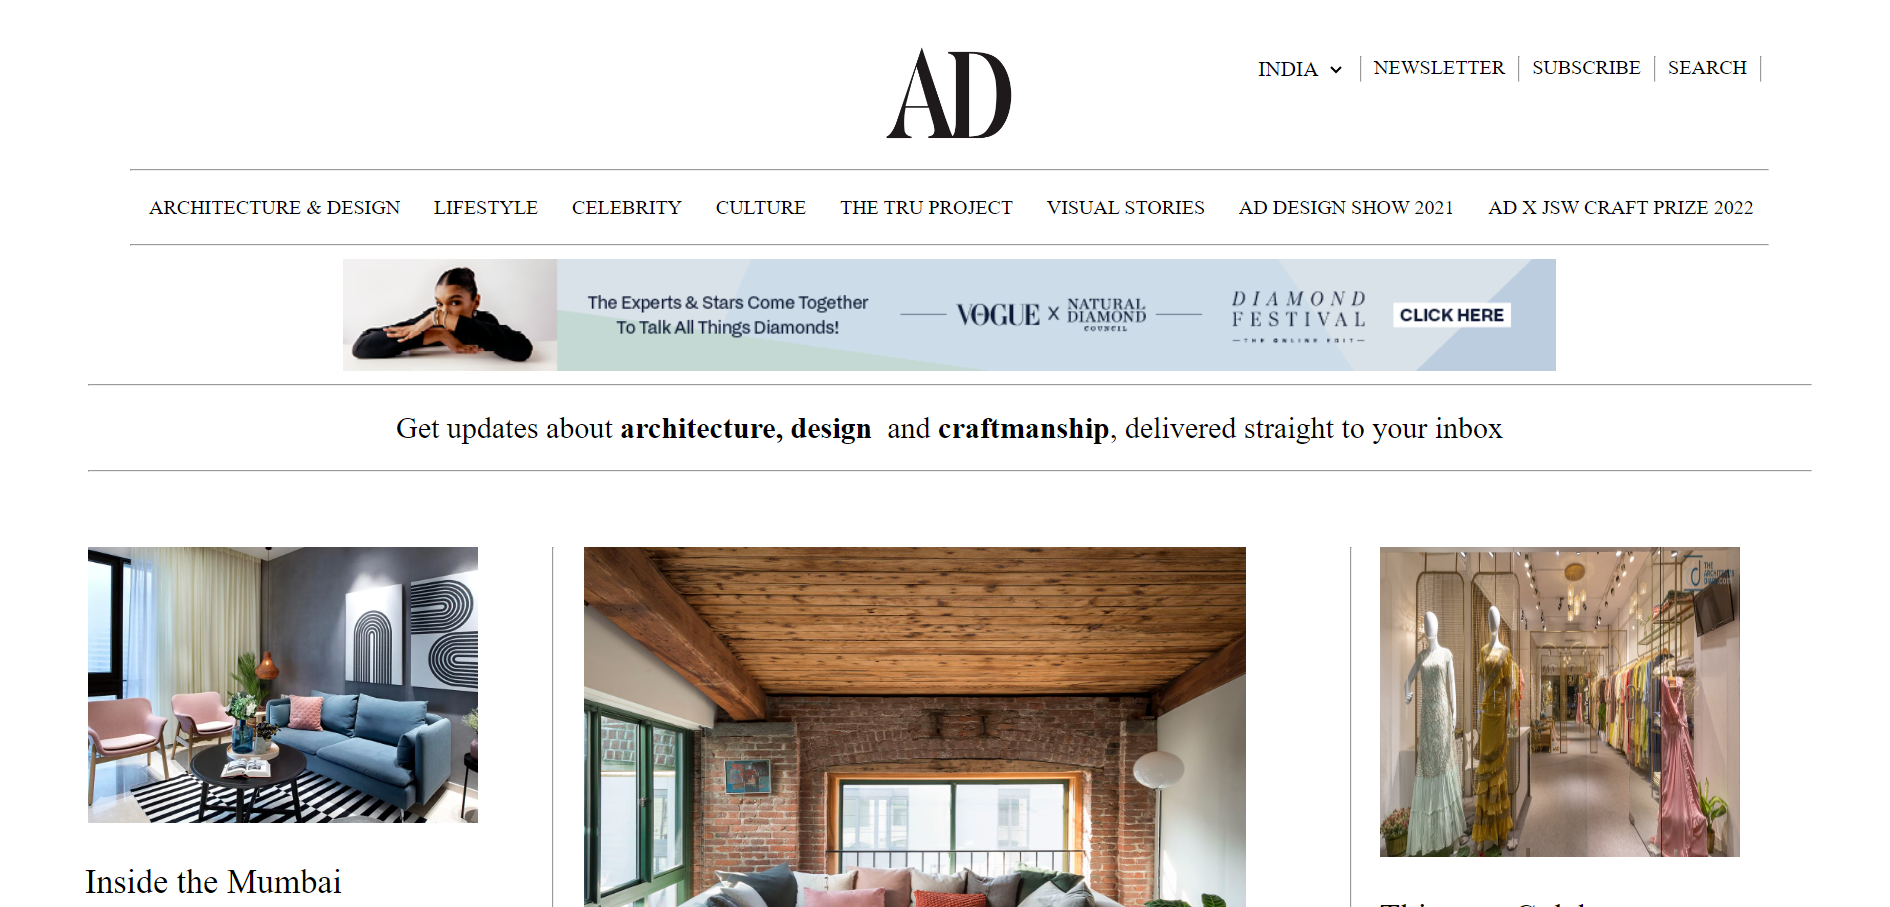 AD
INDIA
NEWSLETTER
SUBSCRIBE
SEARCH
ARCHITECTURE & DESIGN
LIFESTYLE
CELEBRITY
CULTURE
THE TRU PROJECT
VISUAL STORIES
AD DESIGN SHOW 2021
AD X JSW CRAFT PRIZE 2022
The Experts & Stars Come Together
To Talk All Things Diamonds!
VOGUE X NATURAL
DIAMOND
COUNCIL
DIAMOND
FESTIVAL
THE ONLINE EDIT
CLICK HERE
Get updates about architecture, design and craftmanship, delivered straight to your inbox
Inside the Mumbai